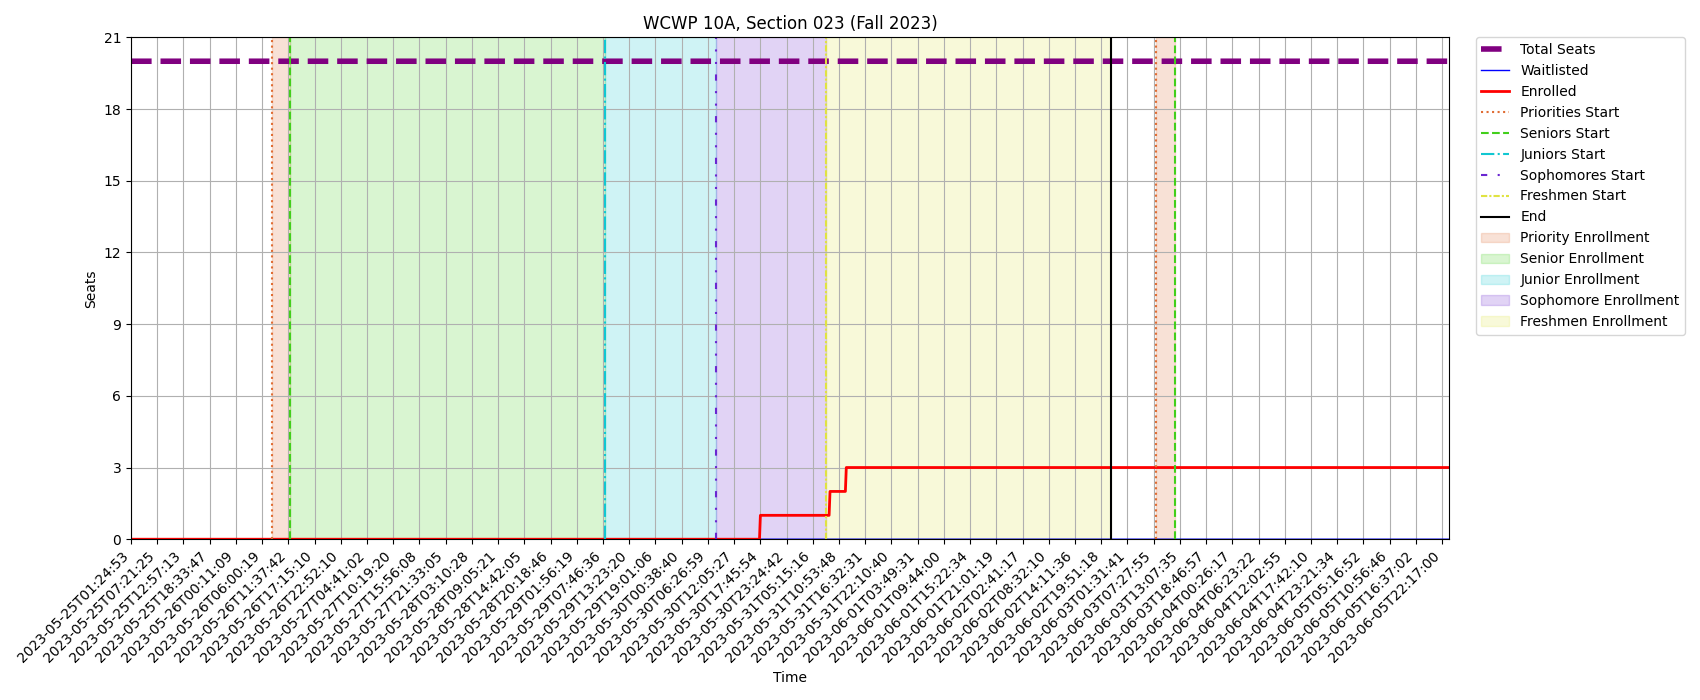 WCWP 10A, Section 023 (Fall 2023)
21
18
15
12
9
6
3
0
Seats
2023-05-25T01:24:53
2023-05-25T07:21:25
2023-05-25T12:57:13
2023-05-25T18:33:47
2023-05-26T00:11:09
2023-05-26T06:00:19
2023-05-26T11:37:42
2023-05-26T17:15:10
2023-05-26T22:52:10
2023-05-27T04:41:02
2023-05-27T10:19:20
2023-05-27T15:56:08
2023-05-27T21:33:05
2023-05-28T03:10:28
2023-05-28T09:05:21
2023-05-28T14:42:05
2023-05-28T20:18:46
2023-05-29T01:56:19
2023-05-29T07:46:36
2023-05-29T13:23:20
2023-05-29T19:01:06
2023-05-30T00:38:40
2023-05-30T06:26:59
2023-05-30T12:05:27
2023-05-30T17:45:54
2023-05-30T23:24:42
2023-05-31T05:15:16
2023-05-31T10:53:48
2023-05-31T16:32:31
2023-05-31T22:10:40
2023-06-01T03:49:31
2023-06-01T09:44:00
2023-06-01T15:22:34
2023-06-01T21:01:19
2023-06-02T02:41:17
2023-06-02T08:32:10
2023-06-02T14:11:36
2023-06-02T19:51:18
2023-06-03T01:31:41
2023-06-03T07:27:55
2023-06-03T13:07:35
2023-06-03T18:46:57
2023-06-04T00:26:17
2023-06-04T06:23:22
2023-06-04T12:02:55
2023-06-04T17:42:10
2023-06-04T23:21:34
2023-06-05T05:16:52
2023-06-05T10:56:46
2023-06-05T16:37:02
2023-06-05T22:17:00
Time
Total Seats
Waitlisted
Enrolled
Priorities Start
Seniors Start
Juniors Start
Sophomores Start
Freshmen Start
End
Priority Enrollment
Senior Enrollment
Junior Enrollment
Sophomore Enrollment
Freshmen Enrollment